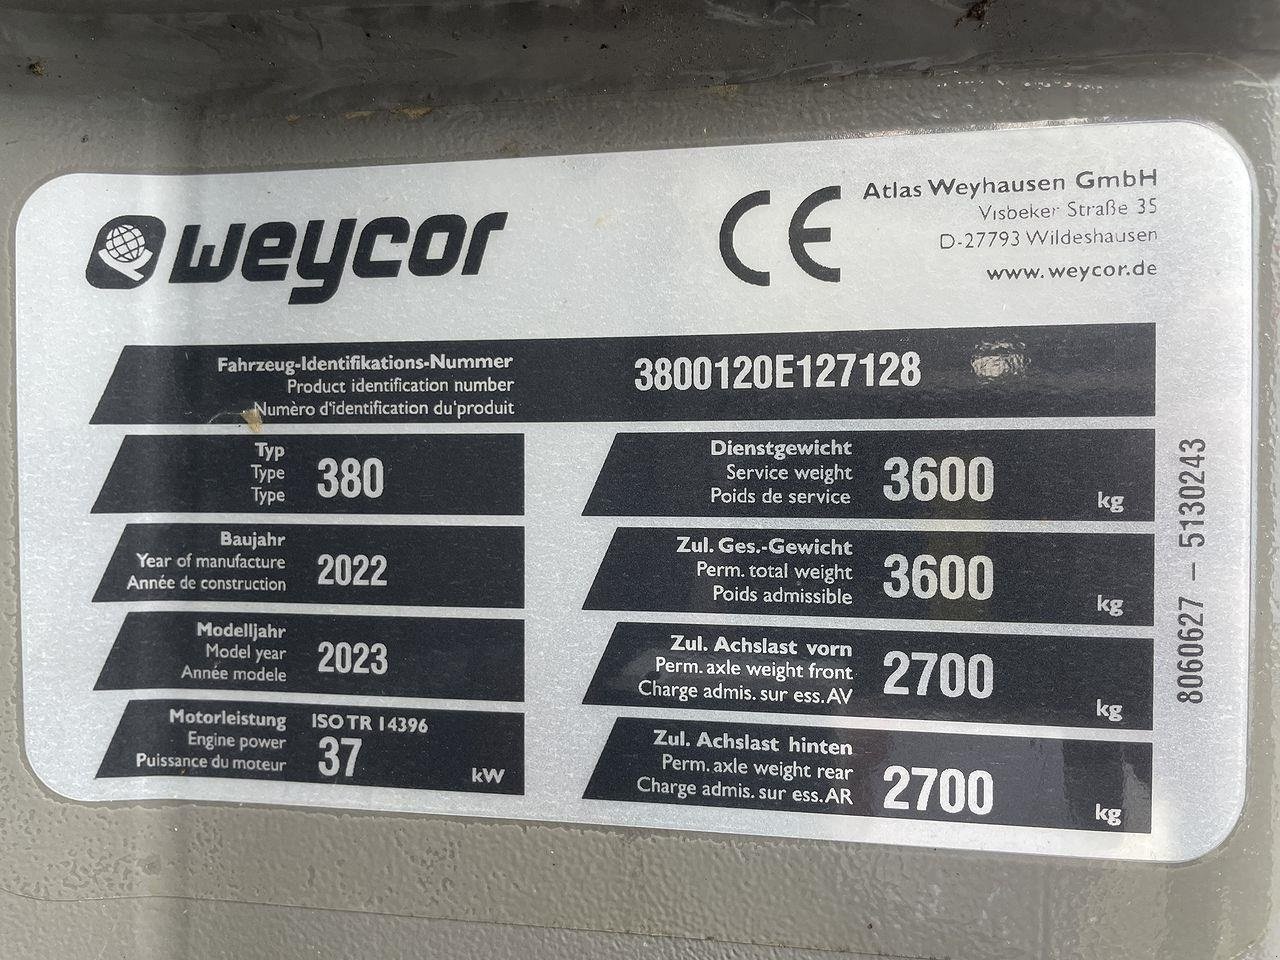 weycor
CE
Atlas Weyhausen GmbH
Visbeker Straße 35
D-27793 Wildeshausen
www.weycor.de
Fahrzeug-Identifikations-Nummer
Product identification number
Numèro d'identification du'produit
3800120E127128
Typ
Type
Type
380
Baujahr
Year of manufacture
Année de construction
2022
Modelljahr
Model year
Année modele
2023
Motorleistung
Engine power
Puissance du moteur
ISO TR 14396
37
kW
Dienstgewicht
Service weight
Poids de service
3600
kg
Zul. Ges.-Gewicht
Perm. total weight
Poids admissible
3600
kg
Zul. Achslast vorn
Perm. axle weight front
Charge admis. sur ess. AV
2700
kg
Zul. Achslast hinten
Perm. axle weight rear
Charge admis. sur ess. AR
2700
kg
8060627 – 5130243